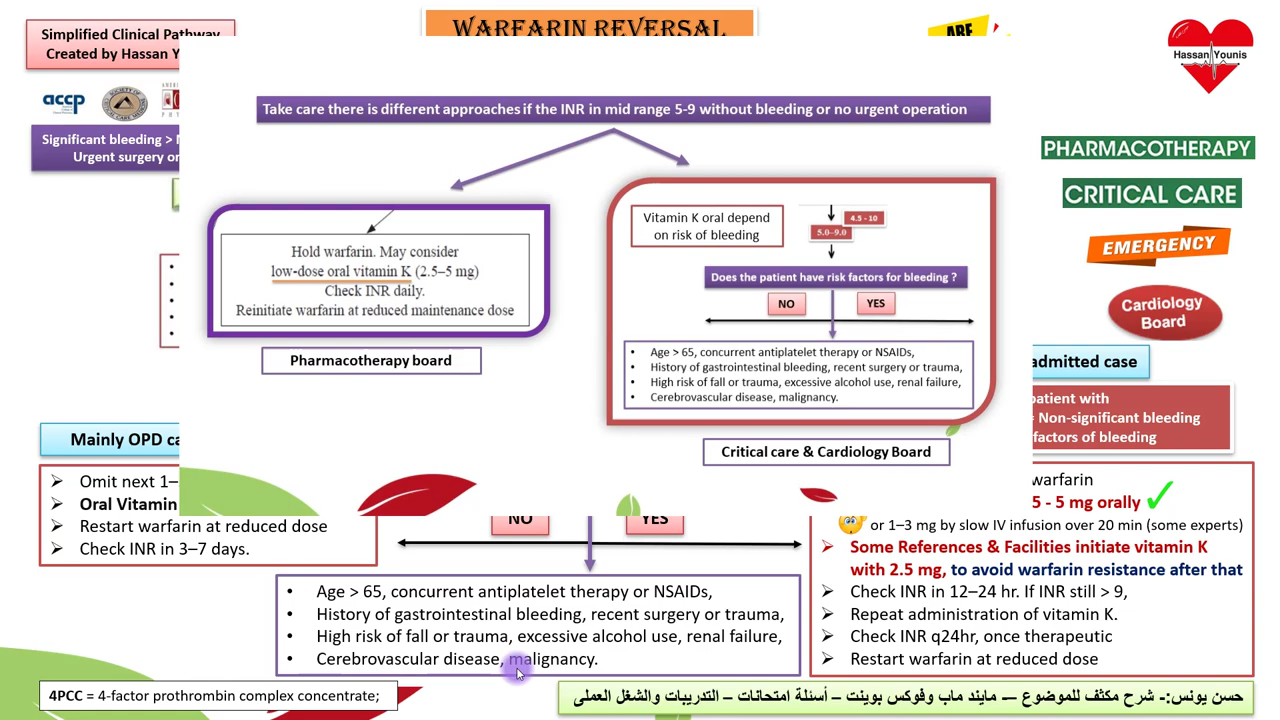 Simplified Clinical Pathway
Created by Hassan Y
WARFARIN REVERSAL
ARE
Hassan Younis
accp
Significant bleeding >
Urgent surgery or
Take care there is different approaches if the INR in mid range 5-9 without bleeding or no urgent operation
Hold warfarin. May consider
low-dose oral vitamin K (2.5–5 mg)
Check INR daily.
Reinitiate warfarin at reduced maintenance dose
Pharmacotherapy board
Vitamin K oral depend
on risk of bleeding
4.5 - 10
5.0–9.0
Does the patient have risk factors for bleeding ?
NO
YES
• Age > 65, concurrent antiplatelet therapy or NSAIDs,
• History of gastrointestinal bleeding, recent surgery or trauma,
• High risk of fall or trauma, excessive alcohol use, renal failure,
• Cerebrovascular disease, malignancy.
Critical care & Cardiology Board
PHARMACOTHERAPY
CRITICAL CARE
EMERGENCY
Cardiology
Board
admitted case
patient with
Non-significant bleeding
factors of bleeding
Mainly OPD ca
➢ Omit next 1–
➢ Oral Vitamin
➢ Restart warfarin at reduced dose
➢ Check INR in 3–7 days.
NO
YES
• Age > 65, concurrent antiplatelet therapy or NSAIDs,
• History of gastrointestinal bleeding, recent surgery or trauma,
• High risk of fall or trauma, excessive alcohol use, renal failure,
• Cerebrovascular disease, malignancy.
warfarin
5 - 5 mg orally
or 1–3 mg by slow IV infusion over 20 min (some experts)
➢ Some References & Facilities initiate vitamin K
with 2.5 mg, to avoid warfarin resistance after that
➢ Check INR in 12–24 hr. If INR still > 9,
➢ Repeat administration of vitamin K.
➢ Check INR q24hr, once therapeutic
➢ Restart warfarin at reduced dose
4PCC = 4-factor prothrombin complex concentrate;
حسن يونس:- شرح مكثف للموضوع –– مايند ماب وفوكس بوينت – أسئلة امتحانات – التدريبات والشغل العملى